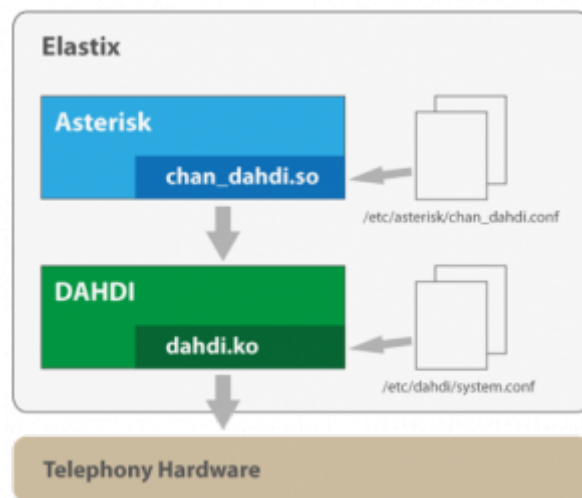 Elastix
Asterisk
chan_dahdi.so
/etc/asterisk/chan_dahdi.conf
DAHDI
dahdi.ko
/etc/dahdi/system.conf
Telephony Hardware